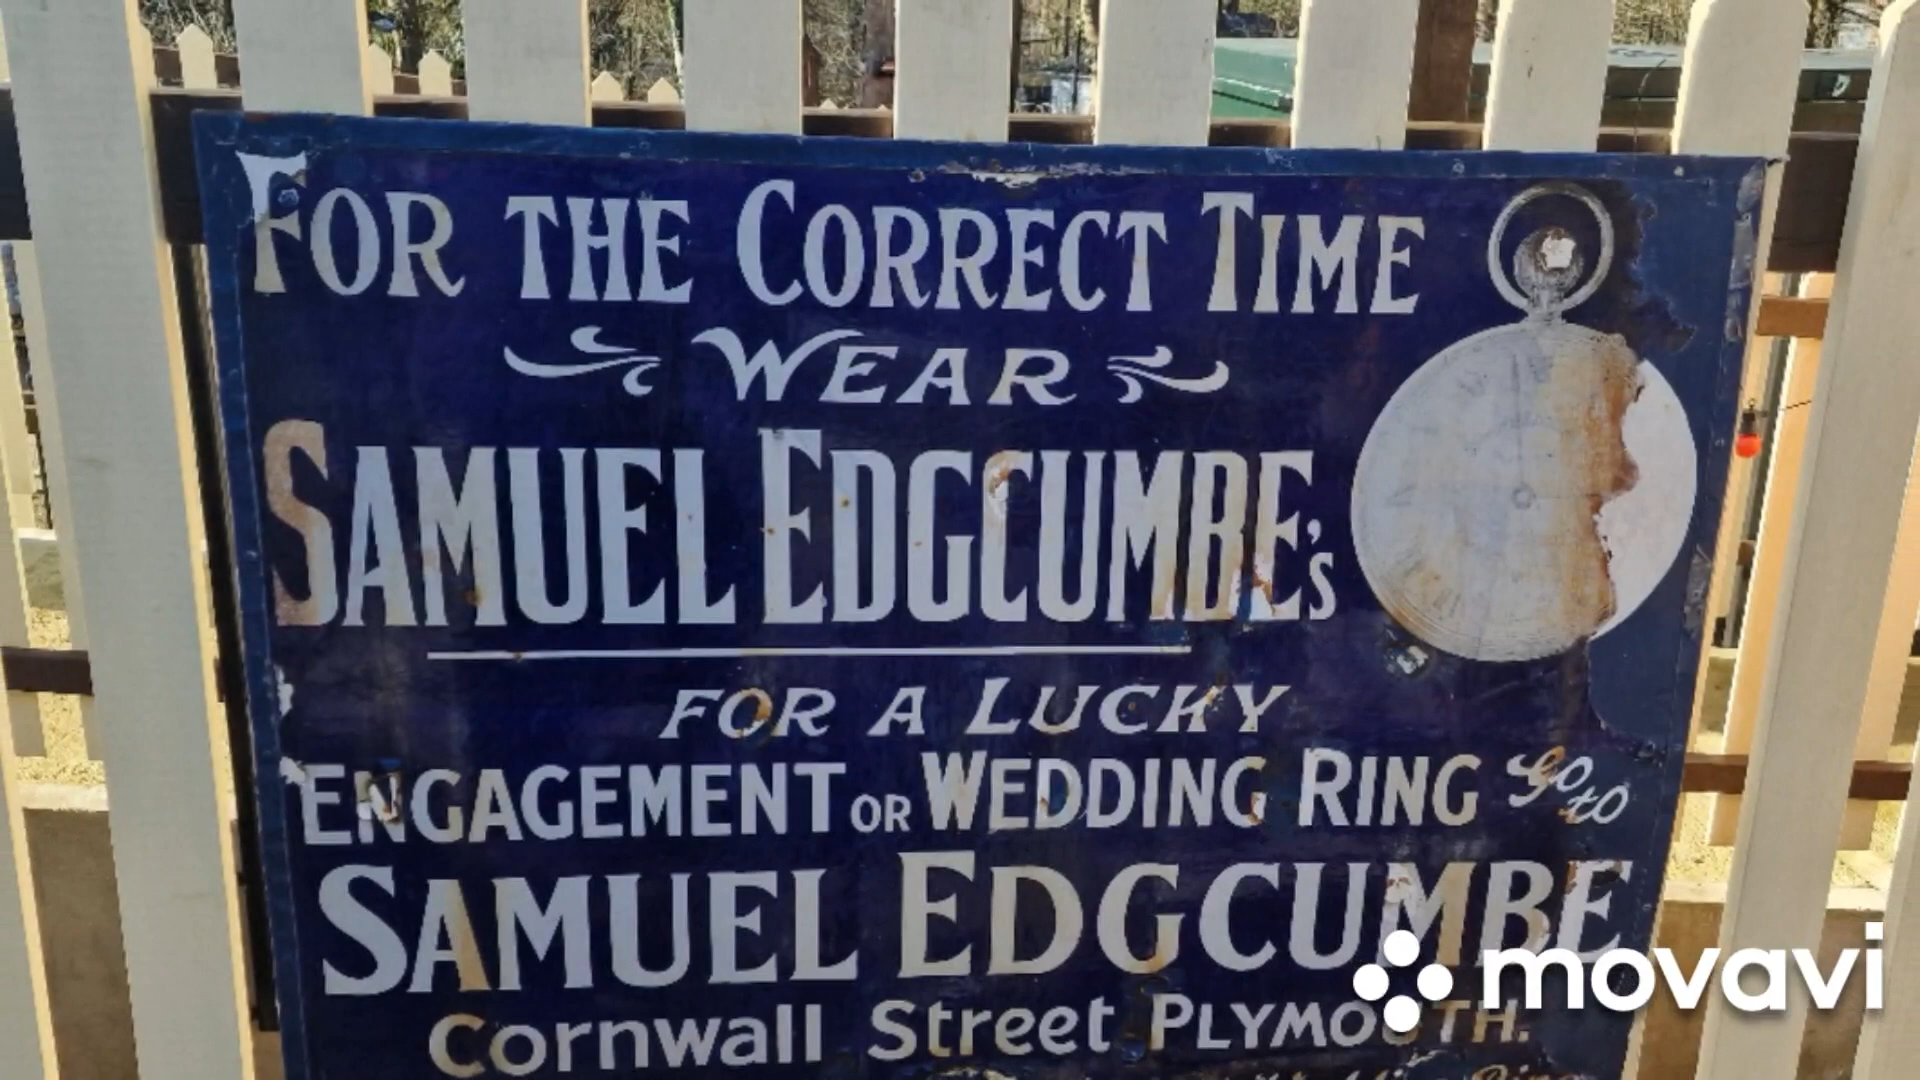 FOR THE CORRECT TIME
WEAR
SAMUEL EDGCUMBE'S
FOR A LUCKY
ENGAGEMENT OR WEDDING RING Go to
SAMUEL EDGCUMBE
Cornwall Street PLYMOUTH.
movavi